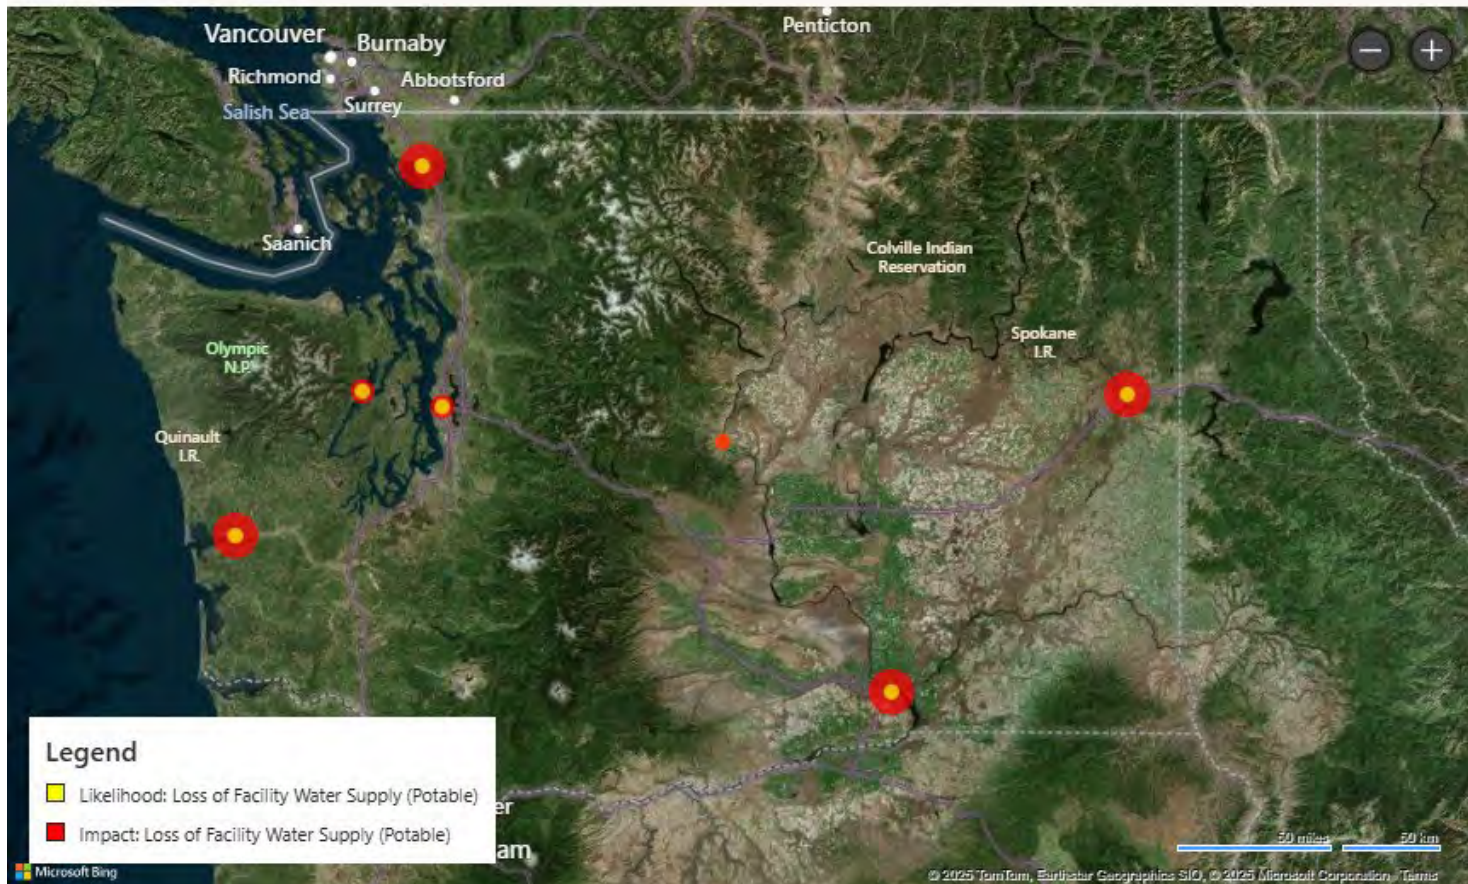 Vancouver
Burnaby
Penticton
Richmond
Abbotsford
Surrey
Salish Sea
Saanich
Colville Indian
Reservation
Olympic
N.P.
Spokane
I.R.
Quinault
I.R.
Legend
Likelihood: Loss of Facility Water Supply (Potable)
Impact: Loss of Facility Water Supply (Potable)
er
am
50 miles
50 km
Microsoft Bing
© 2025 TomTom, Earthstar Geographics SIO, © 2025 Microsoft Corporation Terms